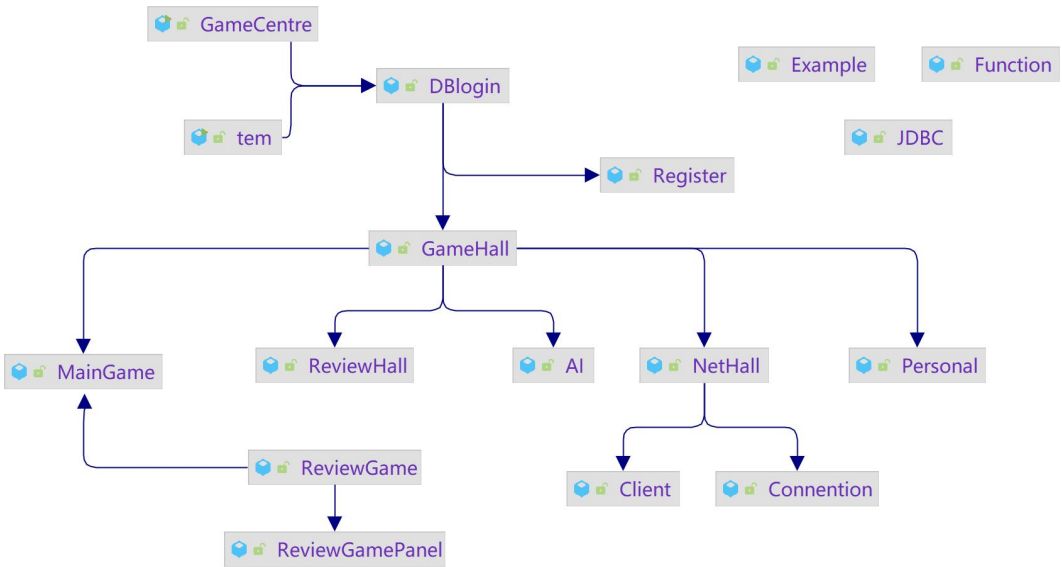 GameCentre
Example
Function
DBlogin
tem
JDBC
Register
GameHall
MainGame
ReviewHall
AI
NetHall
Personal
ReviewGame
Client
Connention
ReviewGamePanel